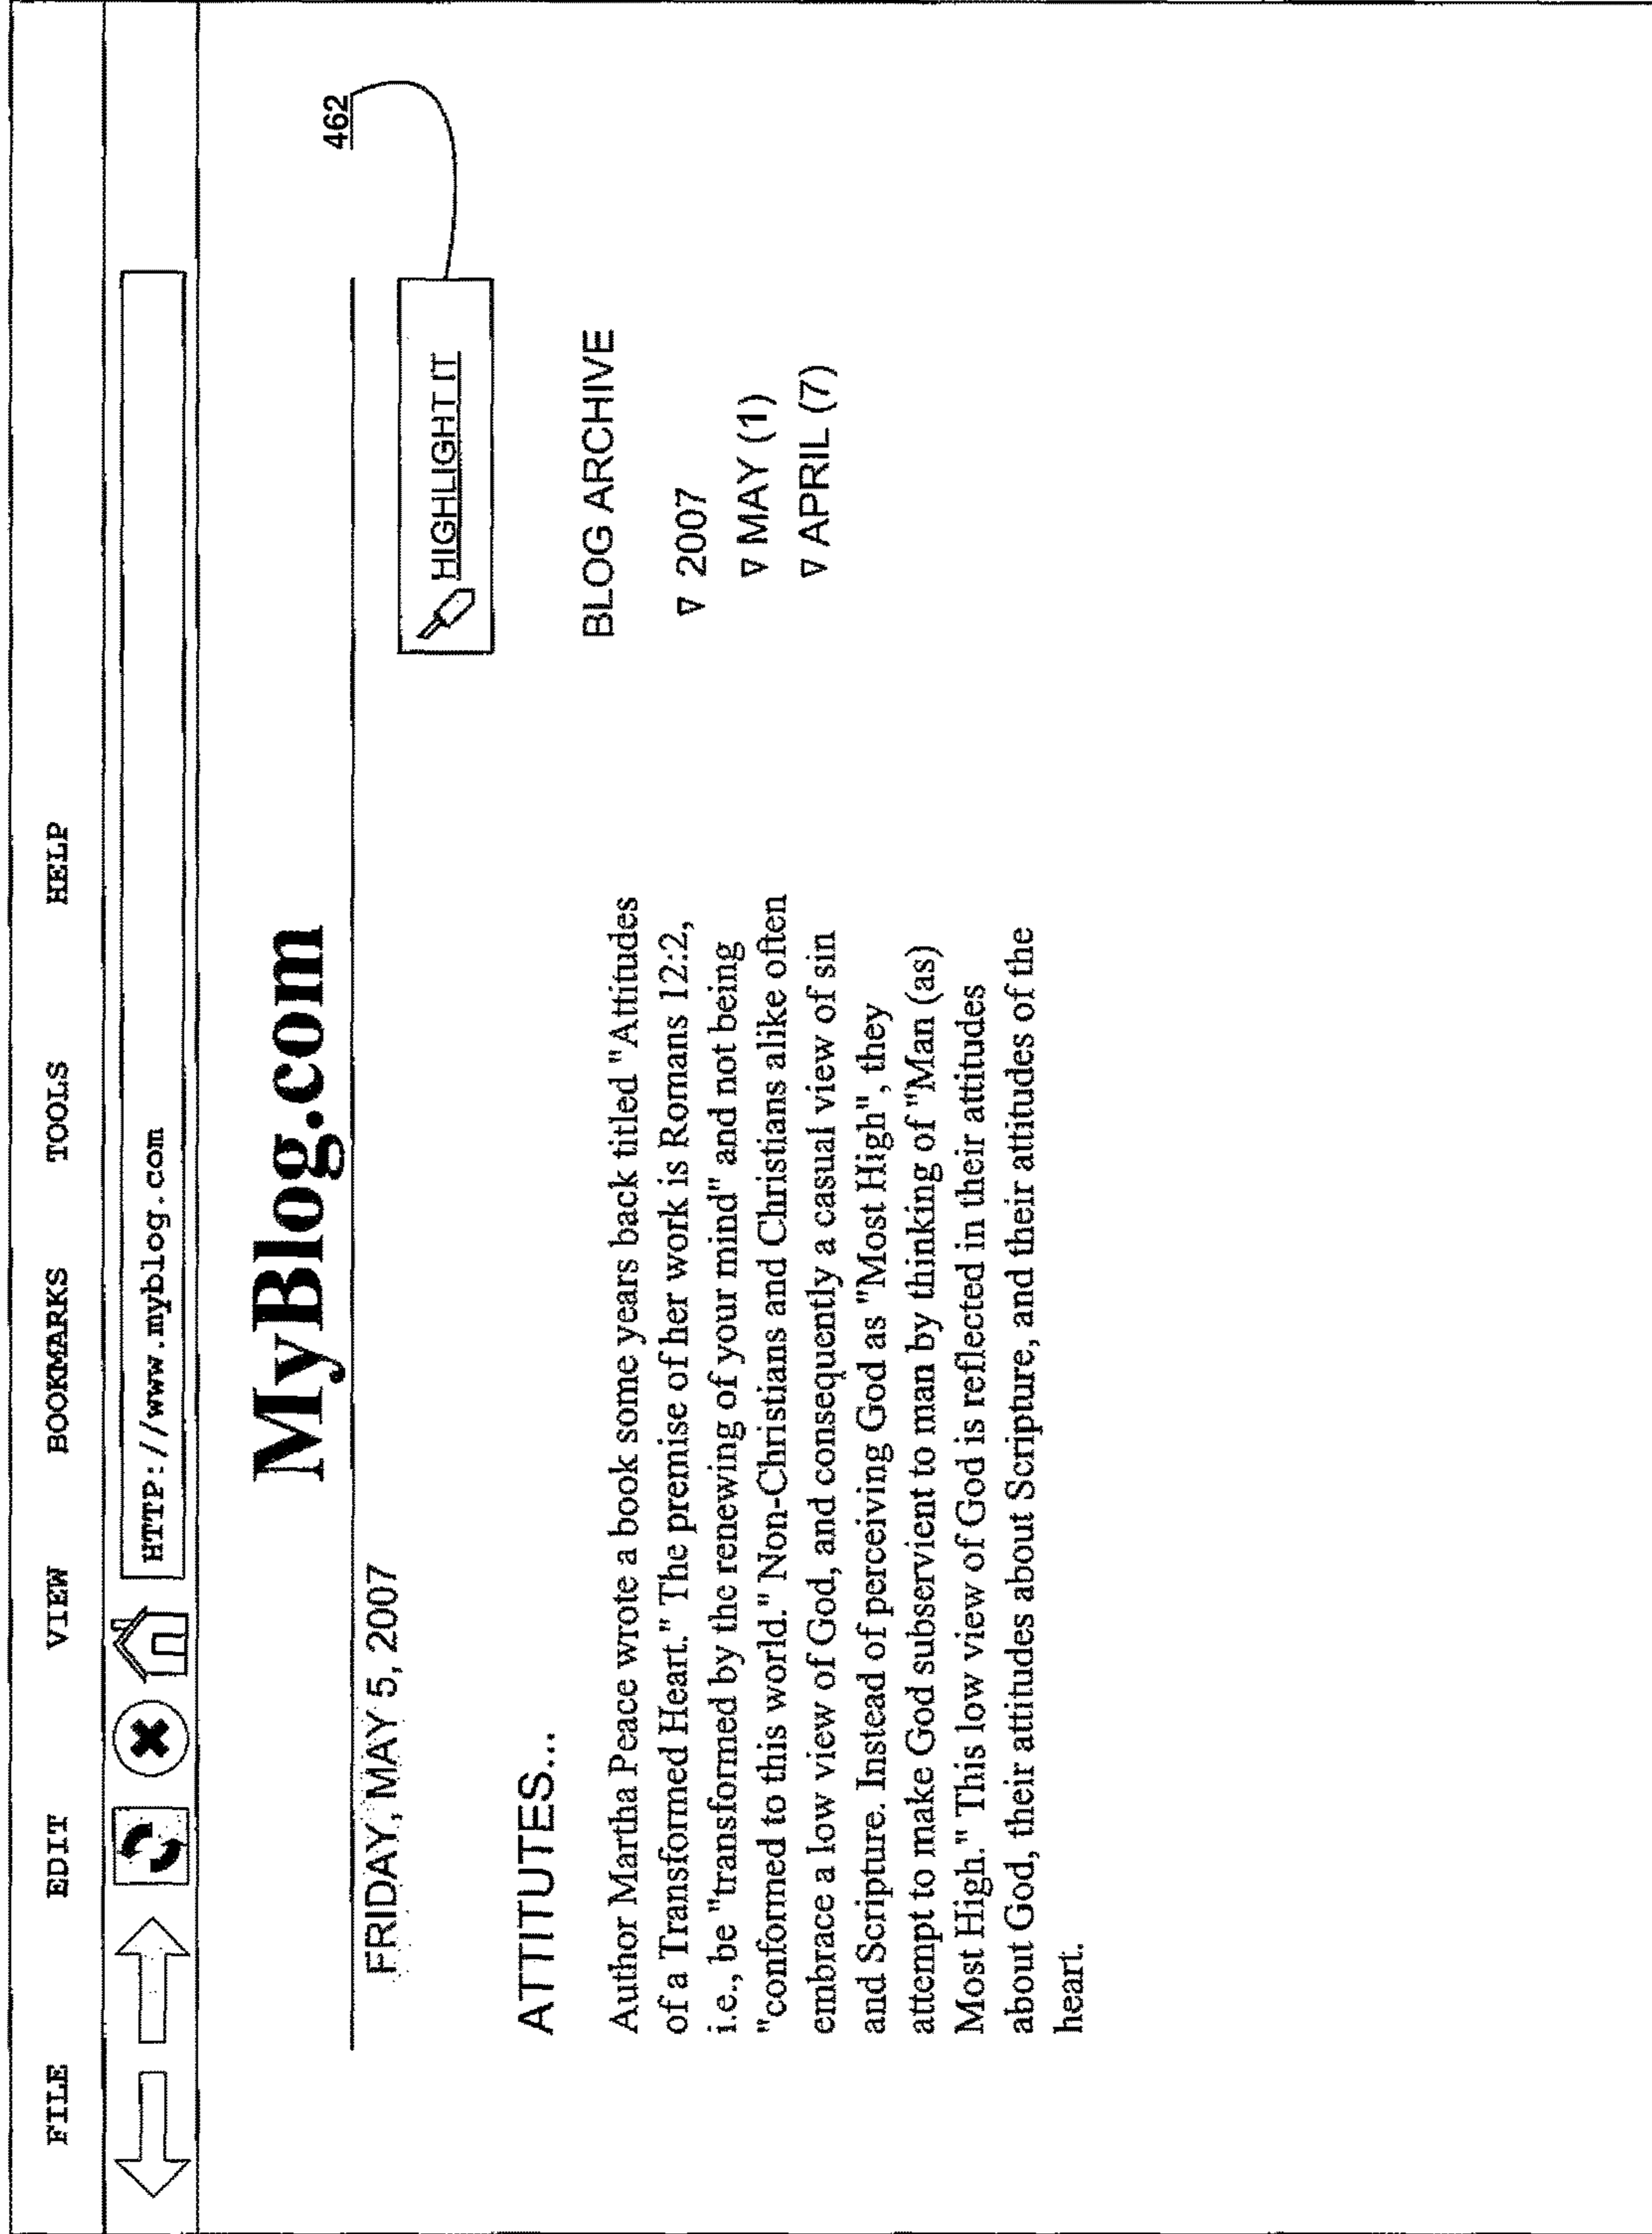 FILE EDIT VIEW BOOKMARKS TOOLS HELP
HTTP://www.myblog.com
MyBlog.com
462
FRIDAY, MAY 5, 2007
HIGHLIGHT IT
ATTITUTES...
BLOG ARCHIVE
∇ 2007
∇ MAY (1)
∇ APRIL (7)
Author Martha Peace wrote a book some years back titled "Attitudes
of a Transformed Heart." The premise of her work is Romans 12:2,
i.e., be "transformed by the renewing of your mind" and not being
"conformed to this world." Non-Christians and Christians alike often
embrace a low view of God, and consequently a casual view of sin
and Scripture. Instead of perceiving God as "Most High", they
attempt to make God subservient to man by thinking of "Man (as)
Most High." This low view of God is reflected in their attitudes
about God, their attitudes about Scripture, and their attitudes of the
heart.